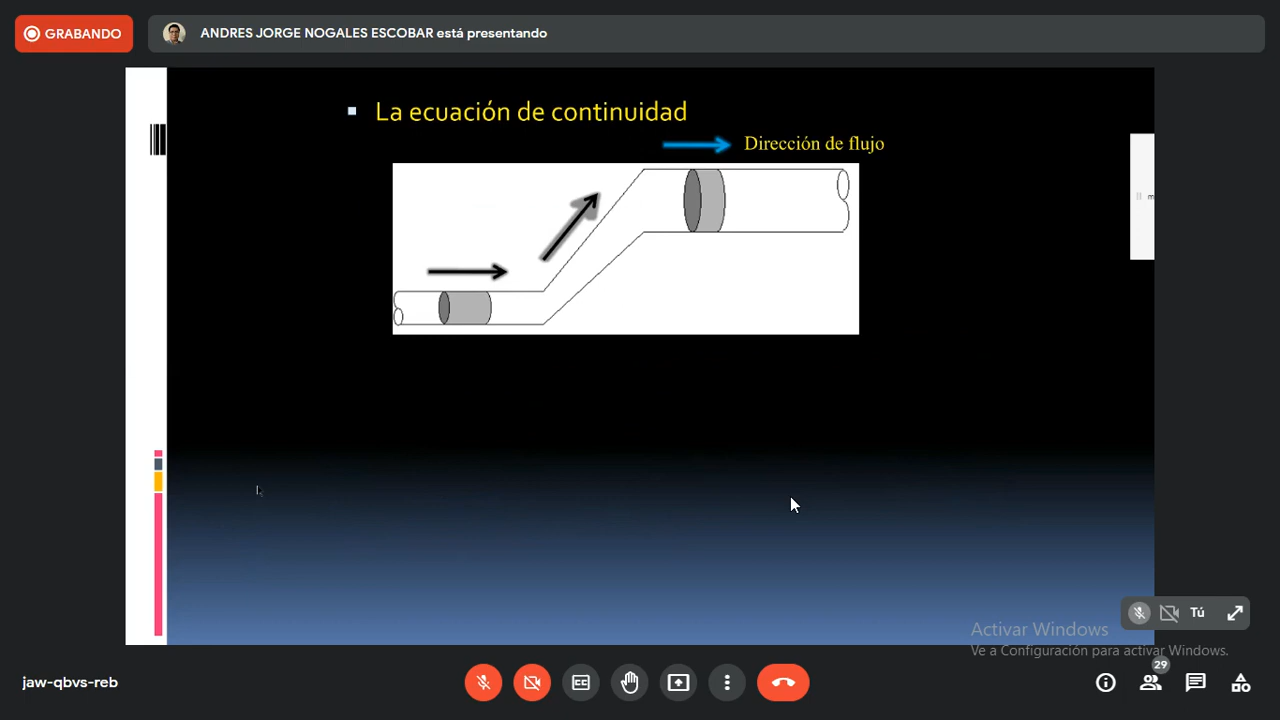 GRABANDO
ANDRES JORGE NOGALES ESCOBAR está presentando
La ecuación de continuidad
Dirección de flujo
Tú
Activar Windows
Ve a Configuración para activar Windows.
jaw-qbvs-reb
CC
29